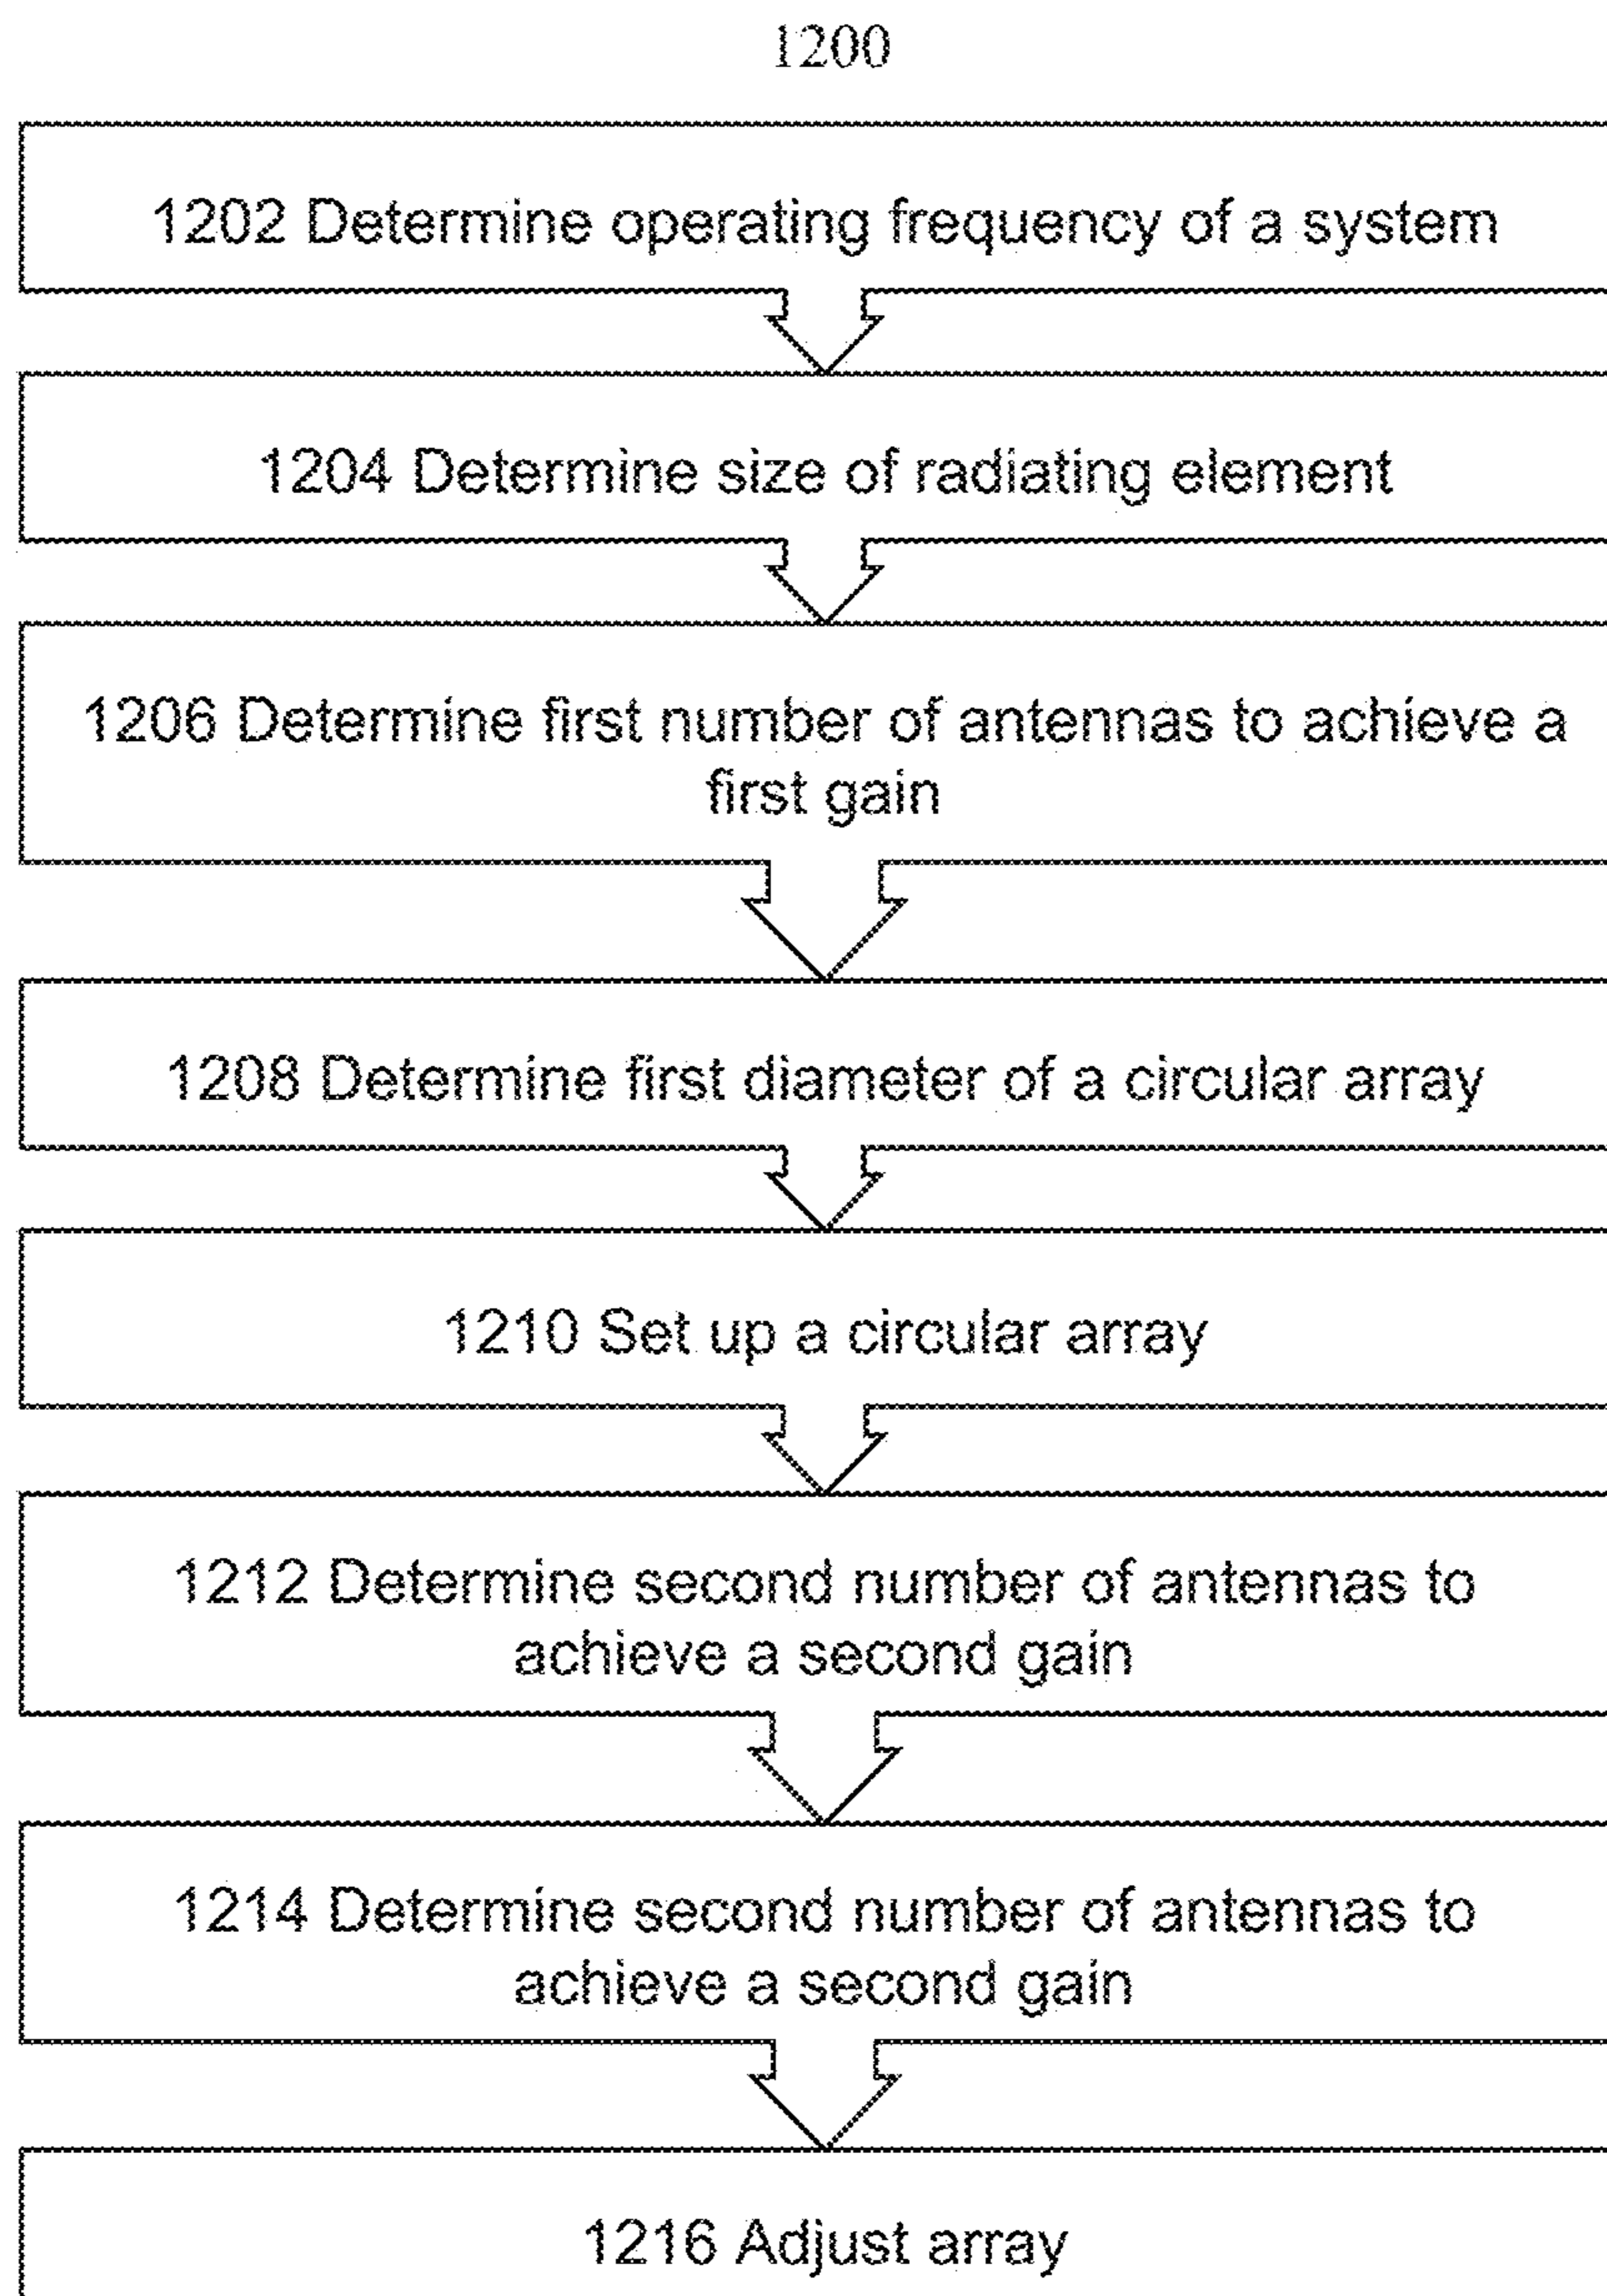 1200
1202 Determine operating frequency of a system
1204 Determine size of radiating element
1206 Determine first number of antennas to achieve a
first gain
1208 Determine first diameter of a circular array
1210 Set up a circular array
1212 Determine second number of antennas to
achieve a second gain
1214 Determine second number of antennas to
achieve a second gain
1216 Adjust array